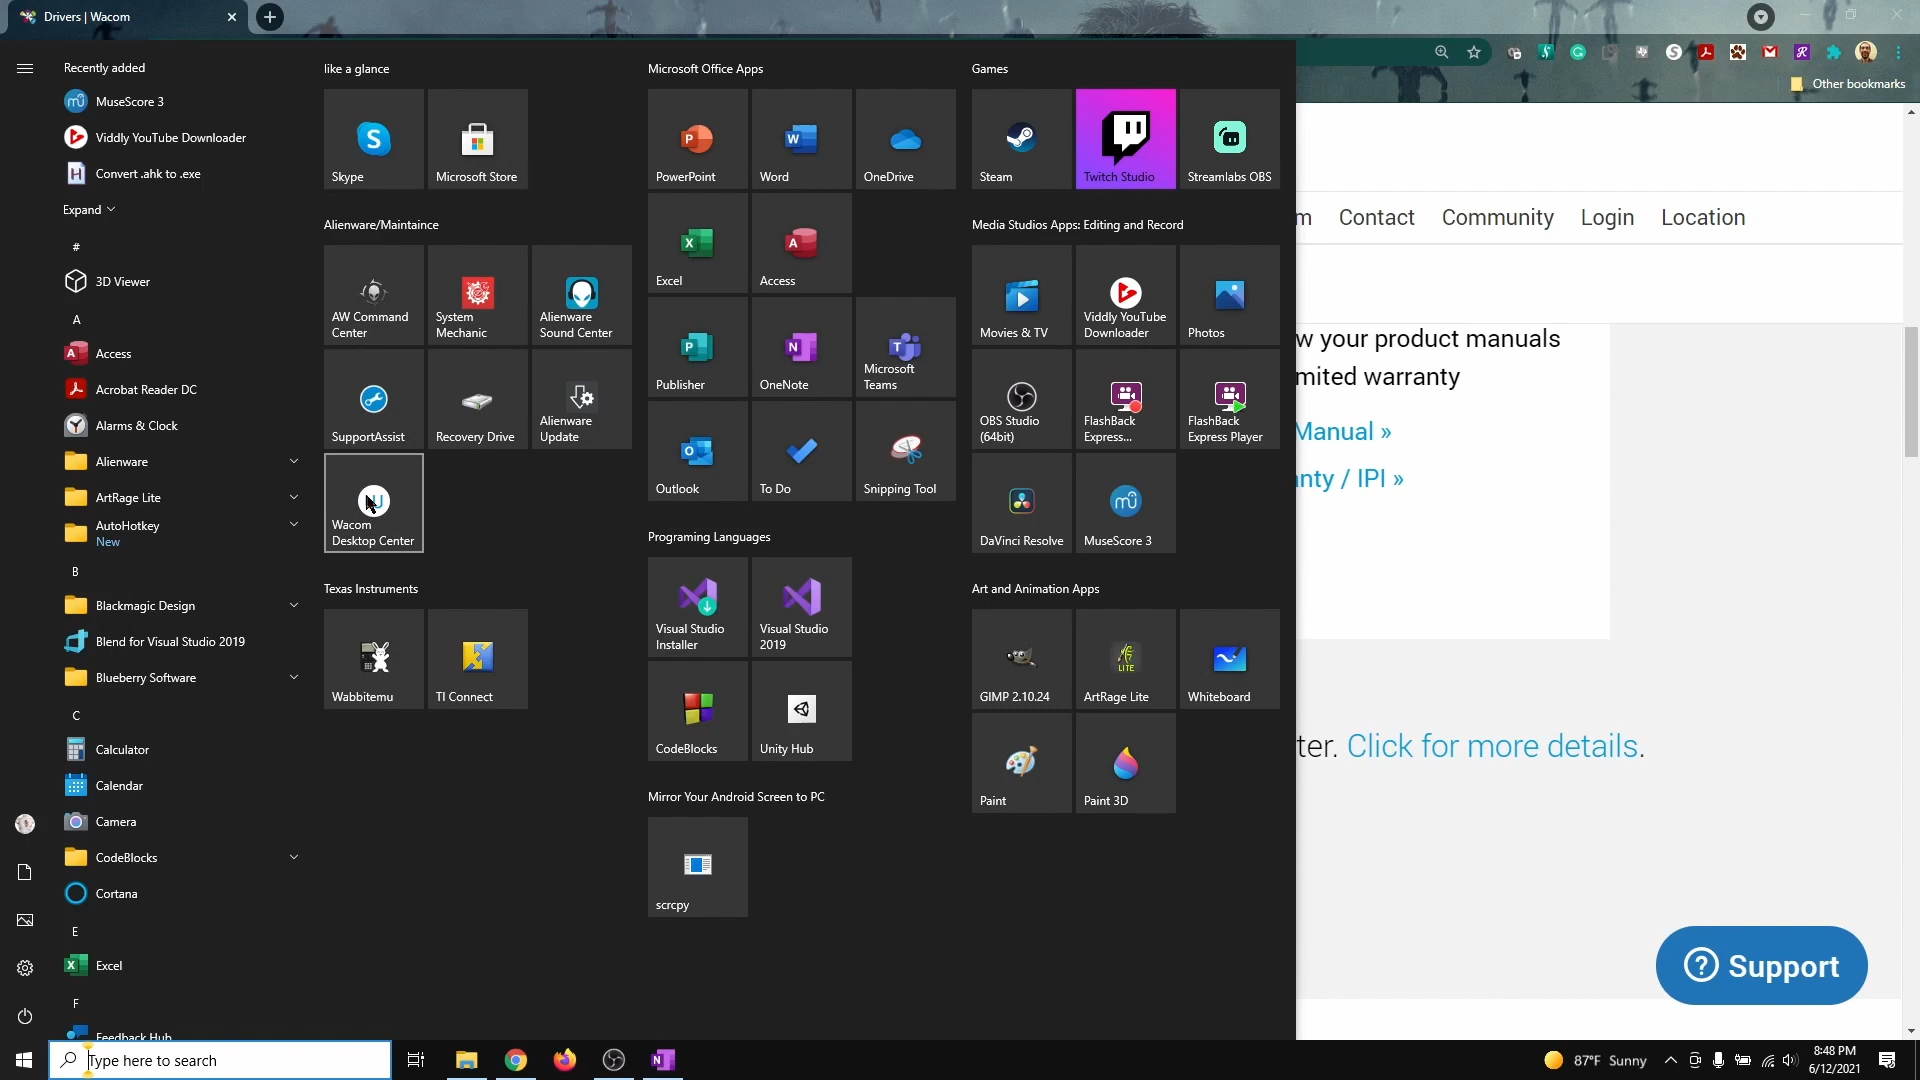 Drivers | Wacom
Other bookmarks
Recently added
MuseScore 3
Viddly YouTube Downloader
Convert .ahk to .exe
Expand
#
3D Viewer
A
Access
Acrobat Reader DC
Alarms & Clock
Alienware
ArtRage Lite
AutoHotkey
New
B
Blackmagic Design
Blend for Visual Studio 2019
Blueberry Software
C
Calculator
Calendar
Camera
CodeBlocks
Cortana
E
Excel
F
Feedback Hub
like a glance
Skype
Microsoft Store
Alienware/Maintaince
AW Command
Center
System
Mechanic
Alienware
Sound Center
SupportAssist
Recovery Drive
Alienware
Update
Wacom
Desktop Center
Texas Instruments
Wabbitemu
TI Connect
Microsoft Office Apps
PowerPoint
Word
OneDrive
Excel
Access
Publisher
OneNote
Microsoft
Teams
Outlook
To Do
Snipping Tool
Programing Languages
Visual Studio
Installer
Visual Studio
2019
CodeBlocks
Unity Hub
Mirror Your Android Screen to PC
scrcpy
Games
Steam
Twitch Studio
Streamlabs OBS
Media Studios Apps: Editing and Record
Movies & TV
Viddly YouTube
Downloader
Photos
OBS Studio
(64bit)
FlashBack
Express...
FlashBack
Express Player
DaVinci Resolve
MuseScore 3
Art and Animation Apps
GIMP 2.10.24
LITE
ArtRage Lite
Whiteboard
Paint
Paint 3D
m Contact Community Login Location
w your product manuals
mited warranty
Manual »
nty / IPI »
ter. Click for more details.
Support
Type here to search
87°F Sunny
8:48 PM
6/12/2021